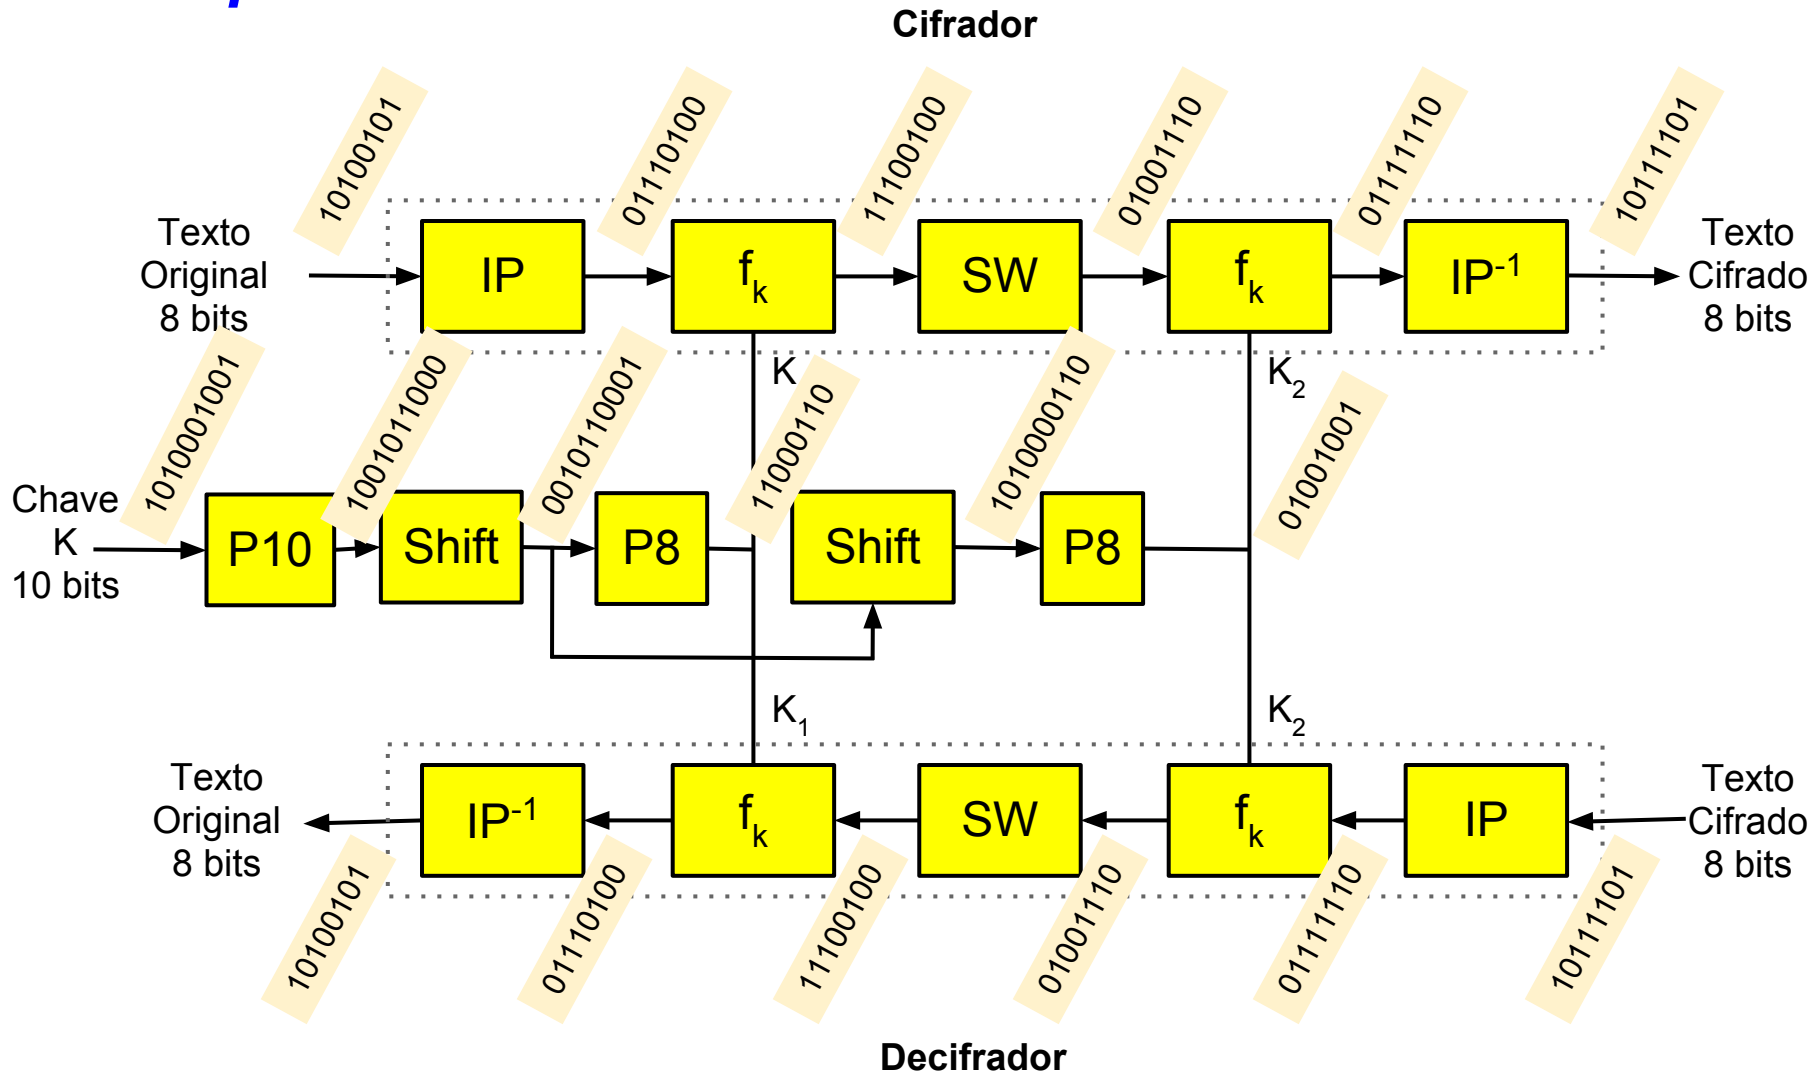 Cifrador
10100101
01110100
11100100
01001110
01111110
10111101
Texto
Original
8 bits
IP
fk
SW
fk
IP-1
Texto
Cifrado
8 bits
K
K2
1010001001
1001011000
0010110001
11000110
1010000110
01001001
Chave
K
10 bits
P10
Shift
P8
Shift
P8
K1
K2
Texto
Original
8 bits
IP-1
fk
SW
fk
IP
Texto
Cifrado
8 bits
10100101
01110100
11100100
01001110
01111110
10111101
Decifrador